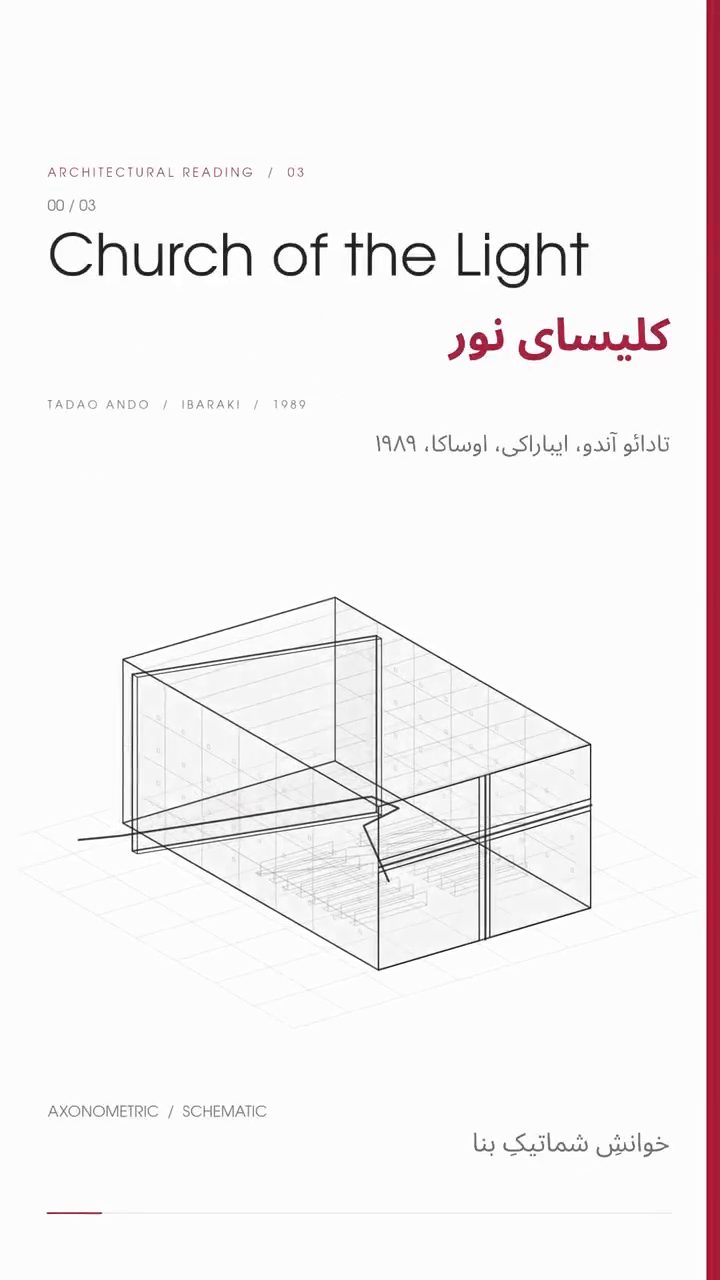 ARCHITECTURAL READING / 03
00 / 03
Church of the Light
کلیسای نور
TADAO ANDO / IBARAKI / 1989
تادائو آندو، ایباراکی، اوساکا، ۱۹۸۹
AXONOMETRIC / SCHEMATIC
خوانشِ شماتیکِ بنا